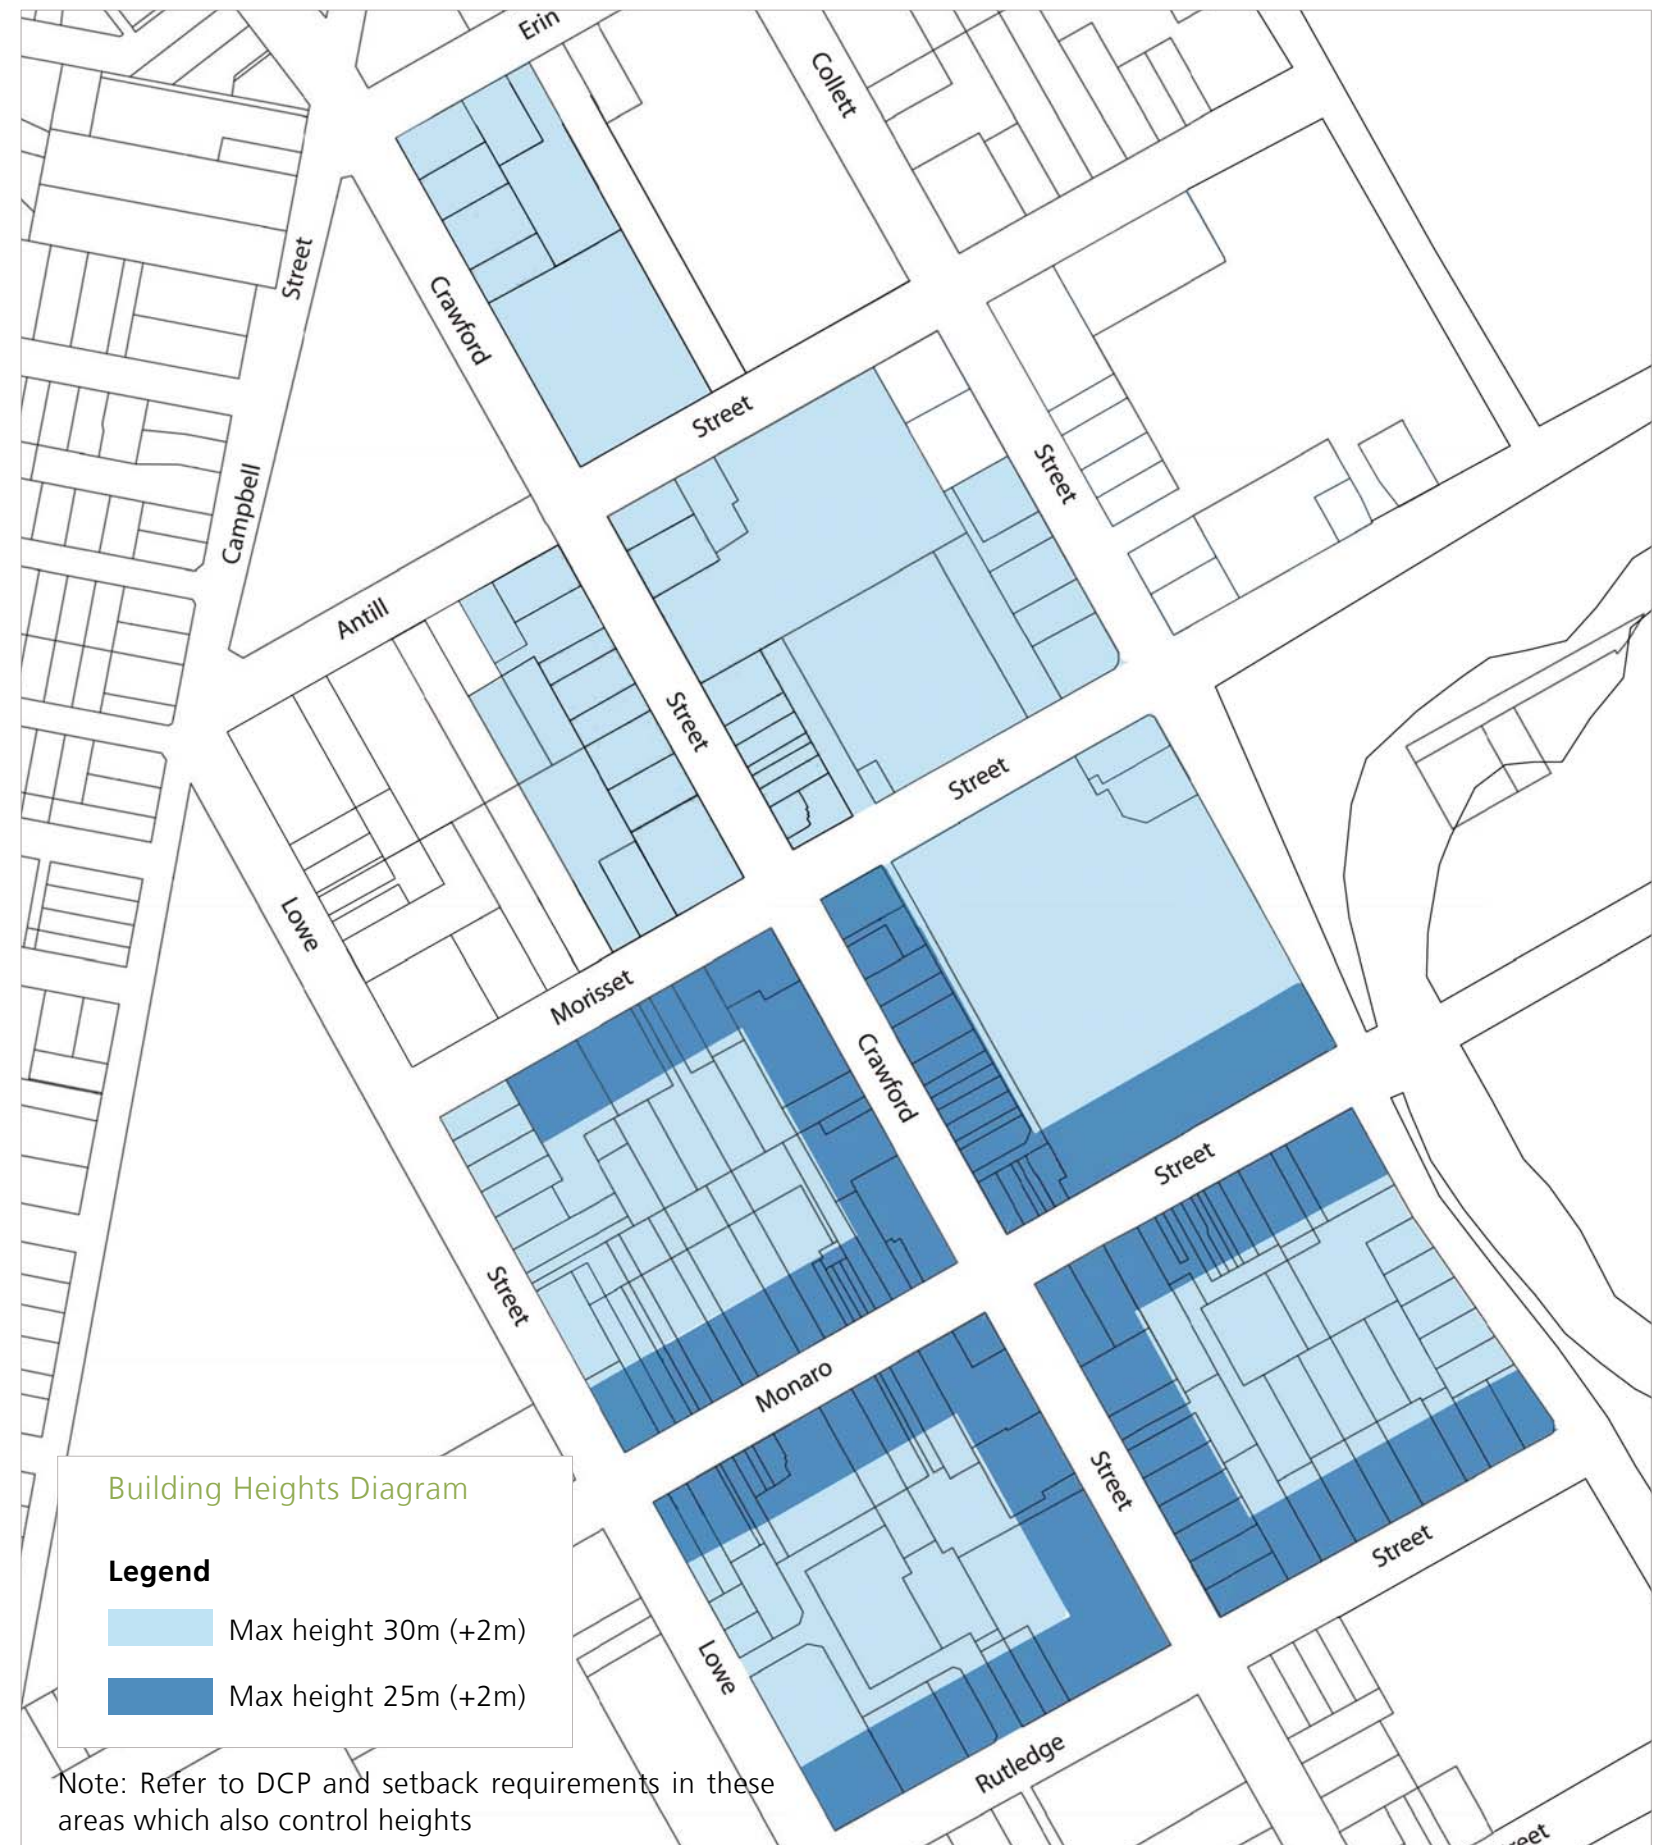 Erin
Collett
Street
Crawford
Street
Street
Campbell
Antill
Street
Street
Lowe
Morisset
Crawford
Street
Street
Monaro
Street
Street
Lowe
Rutledge
reet
Building Heights Diagram
Legend
Max height 30m (+2m)
Max height 25m (+2m)
Note: Refer to DCP and setback requirements in these
areas which also control heights